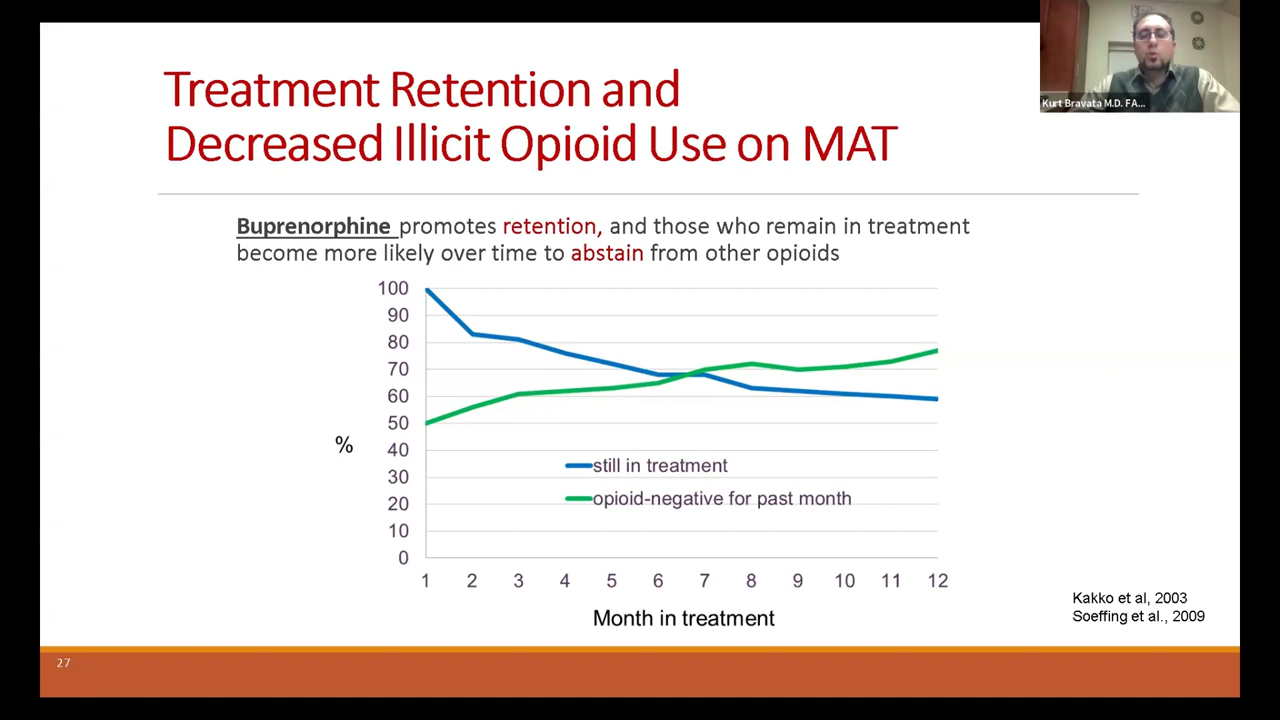 Treatment Retention and
Decreased Illicit Opioid Use on MAT
Kurt Bravata M.D. FA...
Buprenorphine promotes retention, and those who remain in treatment
become more likely over time to abstain from other opioids
100
90
80
70
60
50
40
30
20
10
0
%
still in treatment
opioid-negative for past month
1 2 3 4 5 6 7 8 9 10 11 12
Month in treatment
Kakko et al, 2003
Soeffing et al., 2009
27